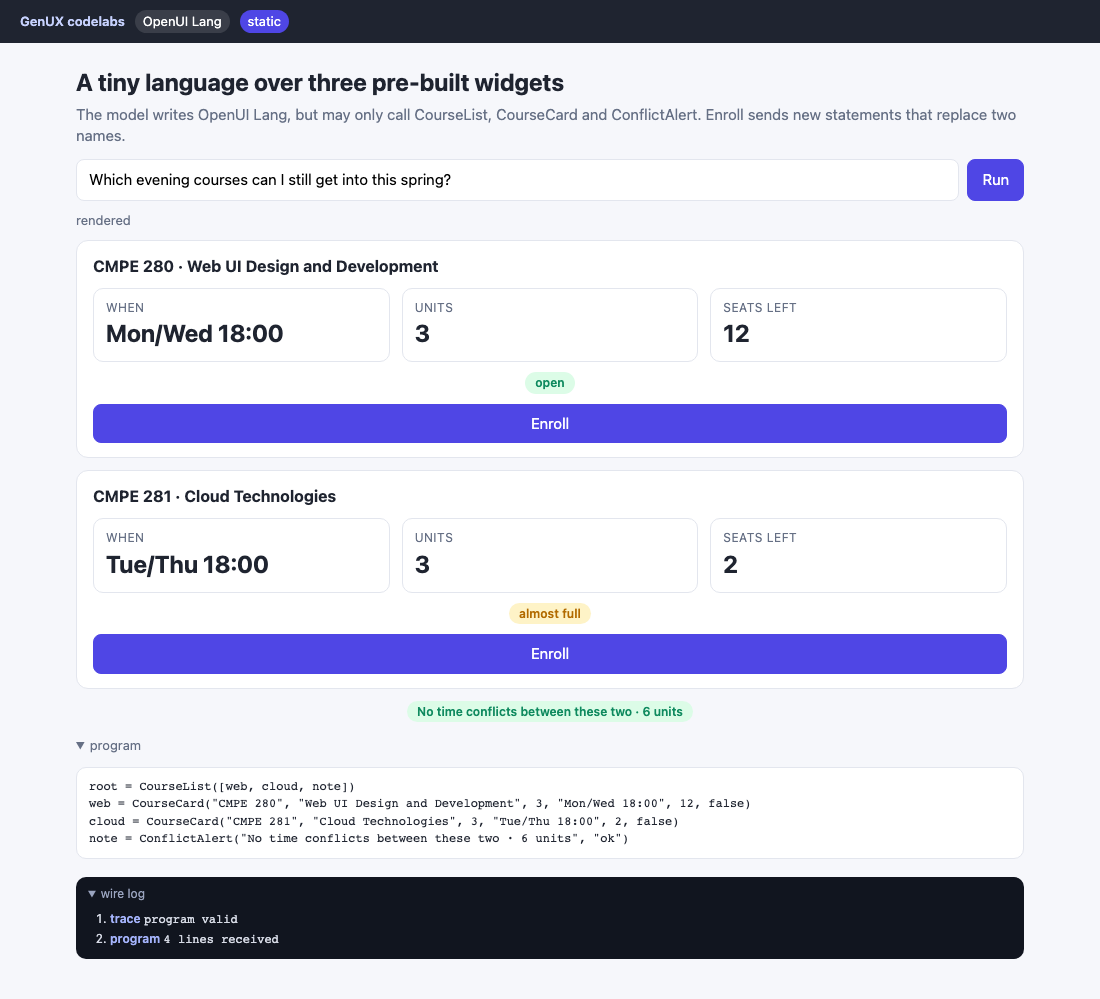 GenUX codelabs OpenUI Lang static
A tiny language over three pre-built widgets
The model writes OpenUI Lang, but may only call CourseList, CourseCard and ConflictAlert. Enroll sends new statements that replace two
names.
Which evening courses can I still get into this spring? Run
rendered
CMPE 280 · Web UI Design and Development
WHEN UNITS SEATS LEFT
Mon/Wed 18:00 3 12
open
Enroll
CMPE 281 · Cloud Technologies
WHEN UNITS SEATS LEFT
Tue/Thu 18:00 3 2
almost full
Enroll
No time conflicts between these two · 6 units
▼ program
root = CourseList([web, cloud, note])
web = CourseCard("CMPE 280", "Web UI Design and Development", 3, "Mon/Wed 18:00", 12, false)
cloud = CourseCard("CMPE 281", "Cloud Technologies", 3, "Tue/Thu 18:00", 2, false)
note = ConflictAlert("No time conflicts between these two · 6 units", "ok")
▼ wire log
1. trace program valid
2. program 4 lines received